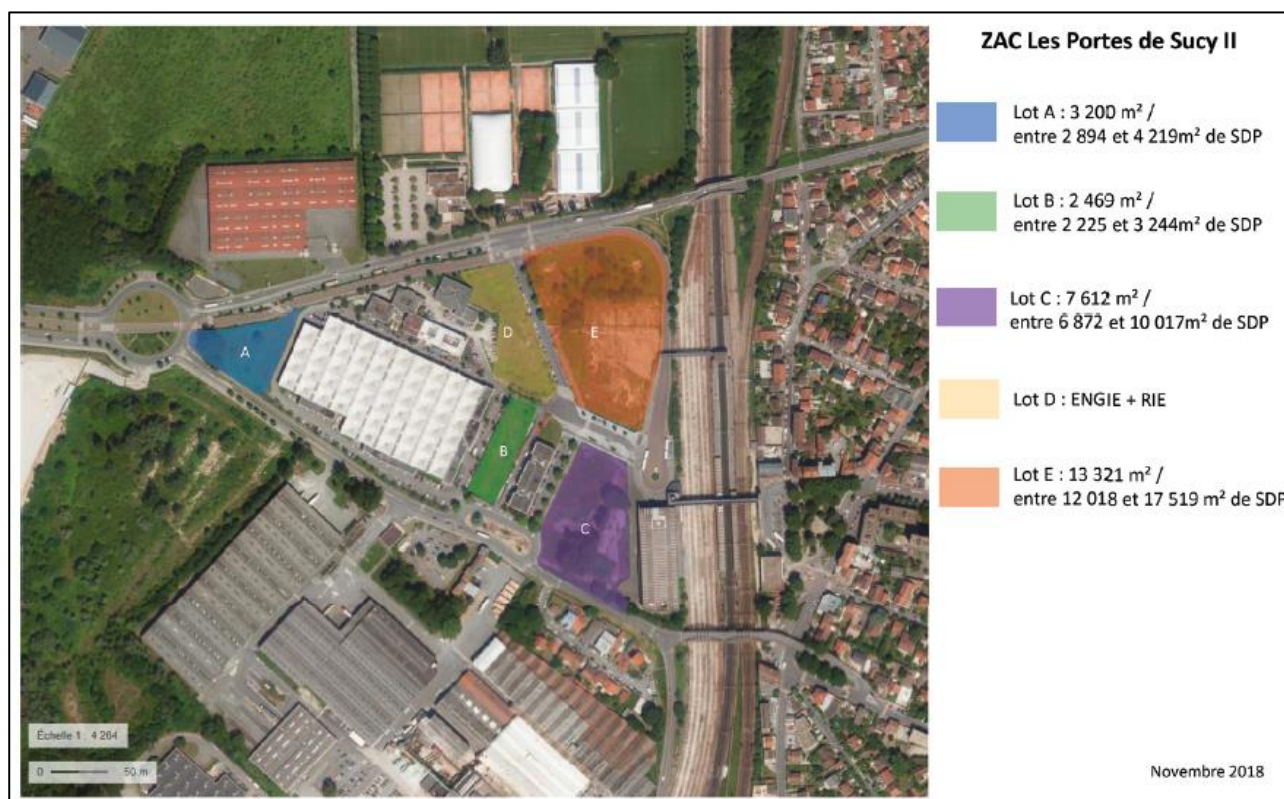 ZAC Les Portes de Sucy II
Lot A : 3 200 m² /
entre 2 894 et 4 219m² de SDP
Lot B : 2 469 m² /
entre 2 225 et 3 244m² de SDP
Lot C : 7 612 m² /
entre 6 872 et 10 017m² de SDP
Lot D : ENGIE + RIE
Lot E : 13 321 m² /
entre 12 018 et 17 519 m² de SDP
A
D
E
B
C
Échelle 1 : 4 264
0 50 m
Novembre 2018